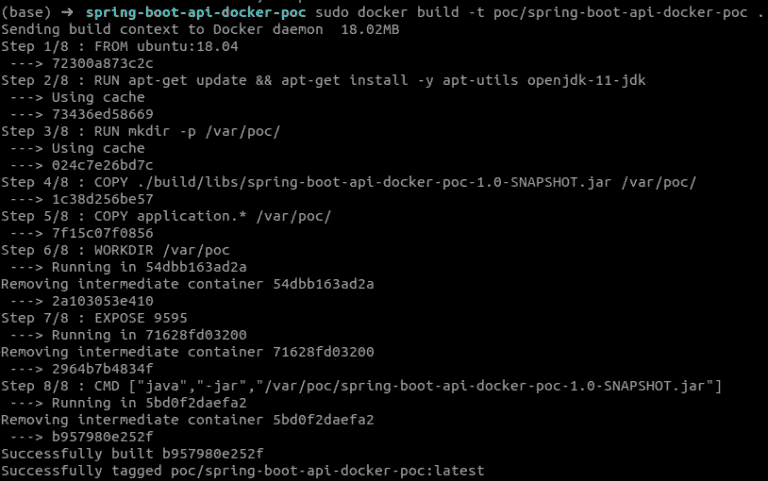 (base) → spring-boot-api-docker-poc sudo docker build -t poc/spring-boot-api-docker-poc .
Sending build context to Docker daemon  18.02MB
Step 1/8 : FROM ubuntu:18.04
 ---> 72300a873c2c
Step 2/8 : RUN apt-get update && apt-get install -y apt-utils openjdk-11-jdk
 ---> Using cache
 ---> 73436ed58669
Step 3/8 : RUN mkdir -p /var/poc/
 ---> Using cache
 ---> 024c7e26bd7c
Step 4/8 : COPY ./build/libs/spring-boot-api-docker-poc-1.0-SNAPSHOT.jar /var/poc/
 ---> 1c38d256be57
Step 5/8 : COPY application.* /var/poc/
 ---> 7f15c07f0856
Step 6/8 : WORKDIR /var/poc
 ---> Running in 54dbb163ad2a
Removing intermediate container 54dbb163ad2a
 ---> 2a103053e410
Step 7/8 : EXPOSE 9595
 ---> Running in 71628fd03200
Removing intermediate container 71628fd03200
 ---> 2964b7b4834f
Step 8/8 : CMD ["java","-jar","/var/poc/spring-boot-api-docker-poc-1.0-SNAPSHOT.jar"]
 ---> Running in 5bd0f2daefa2
Removing intermediate container 5bd0f2daefa2
 ---> b957980e252f
Successfully built b957980e252f
Successfully tagged poc/spring-boot-api-docker-poc:latest